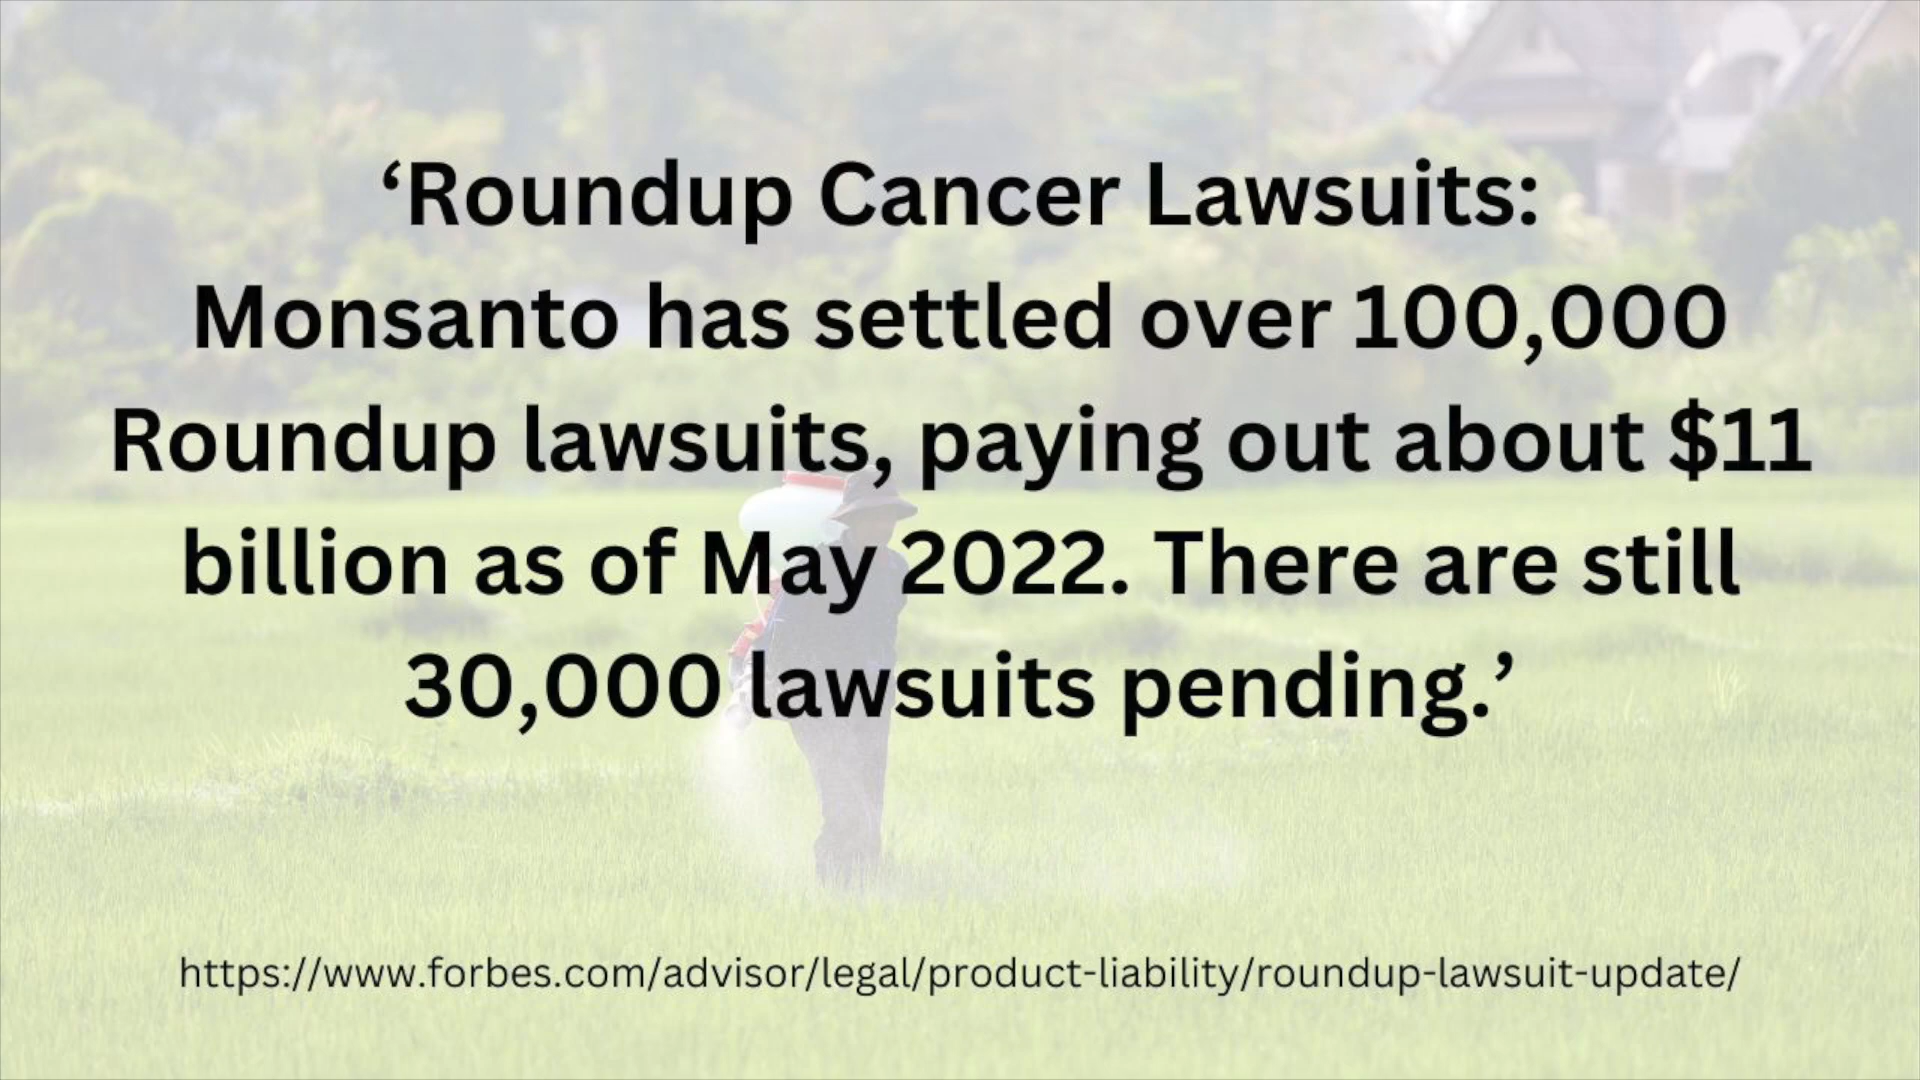 ‘Roundup Cancer Lawsuits:
Monsanto has settled over 100,000
Roundup lawsuits, paying out about $11
billion as of May 2022. There are still
30,000 lawsuits pending.’
https://www.forbes.com/advisor/legal/product-liability/roundup-lawsuit-update/